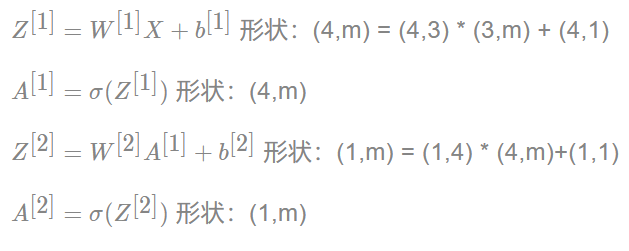 Z[1] = W[1]X + b[1] 形状：(4,m) = (4,3) * (3,m) + (4,1)
A[1] = σ(Z[1]) 形状：(4,m)
Z[2] = W[2]A[1] + b[2] 形状：(1,m) = (1,4) * (4,m)+(1,1)
A[2] = σ(Z[2]) 形状：(1,m)